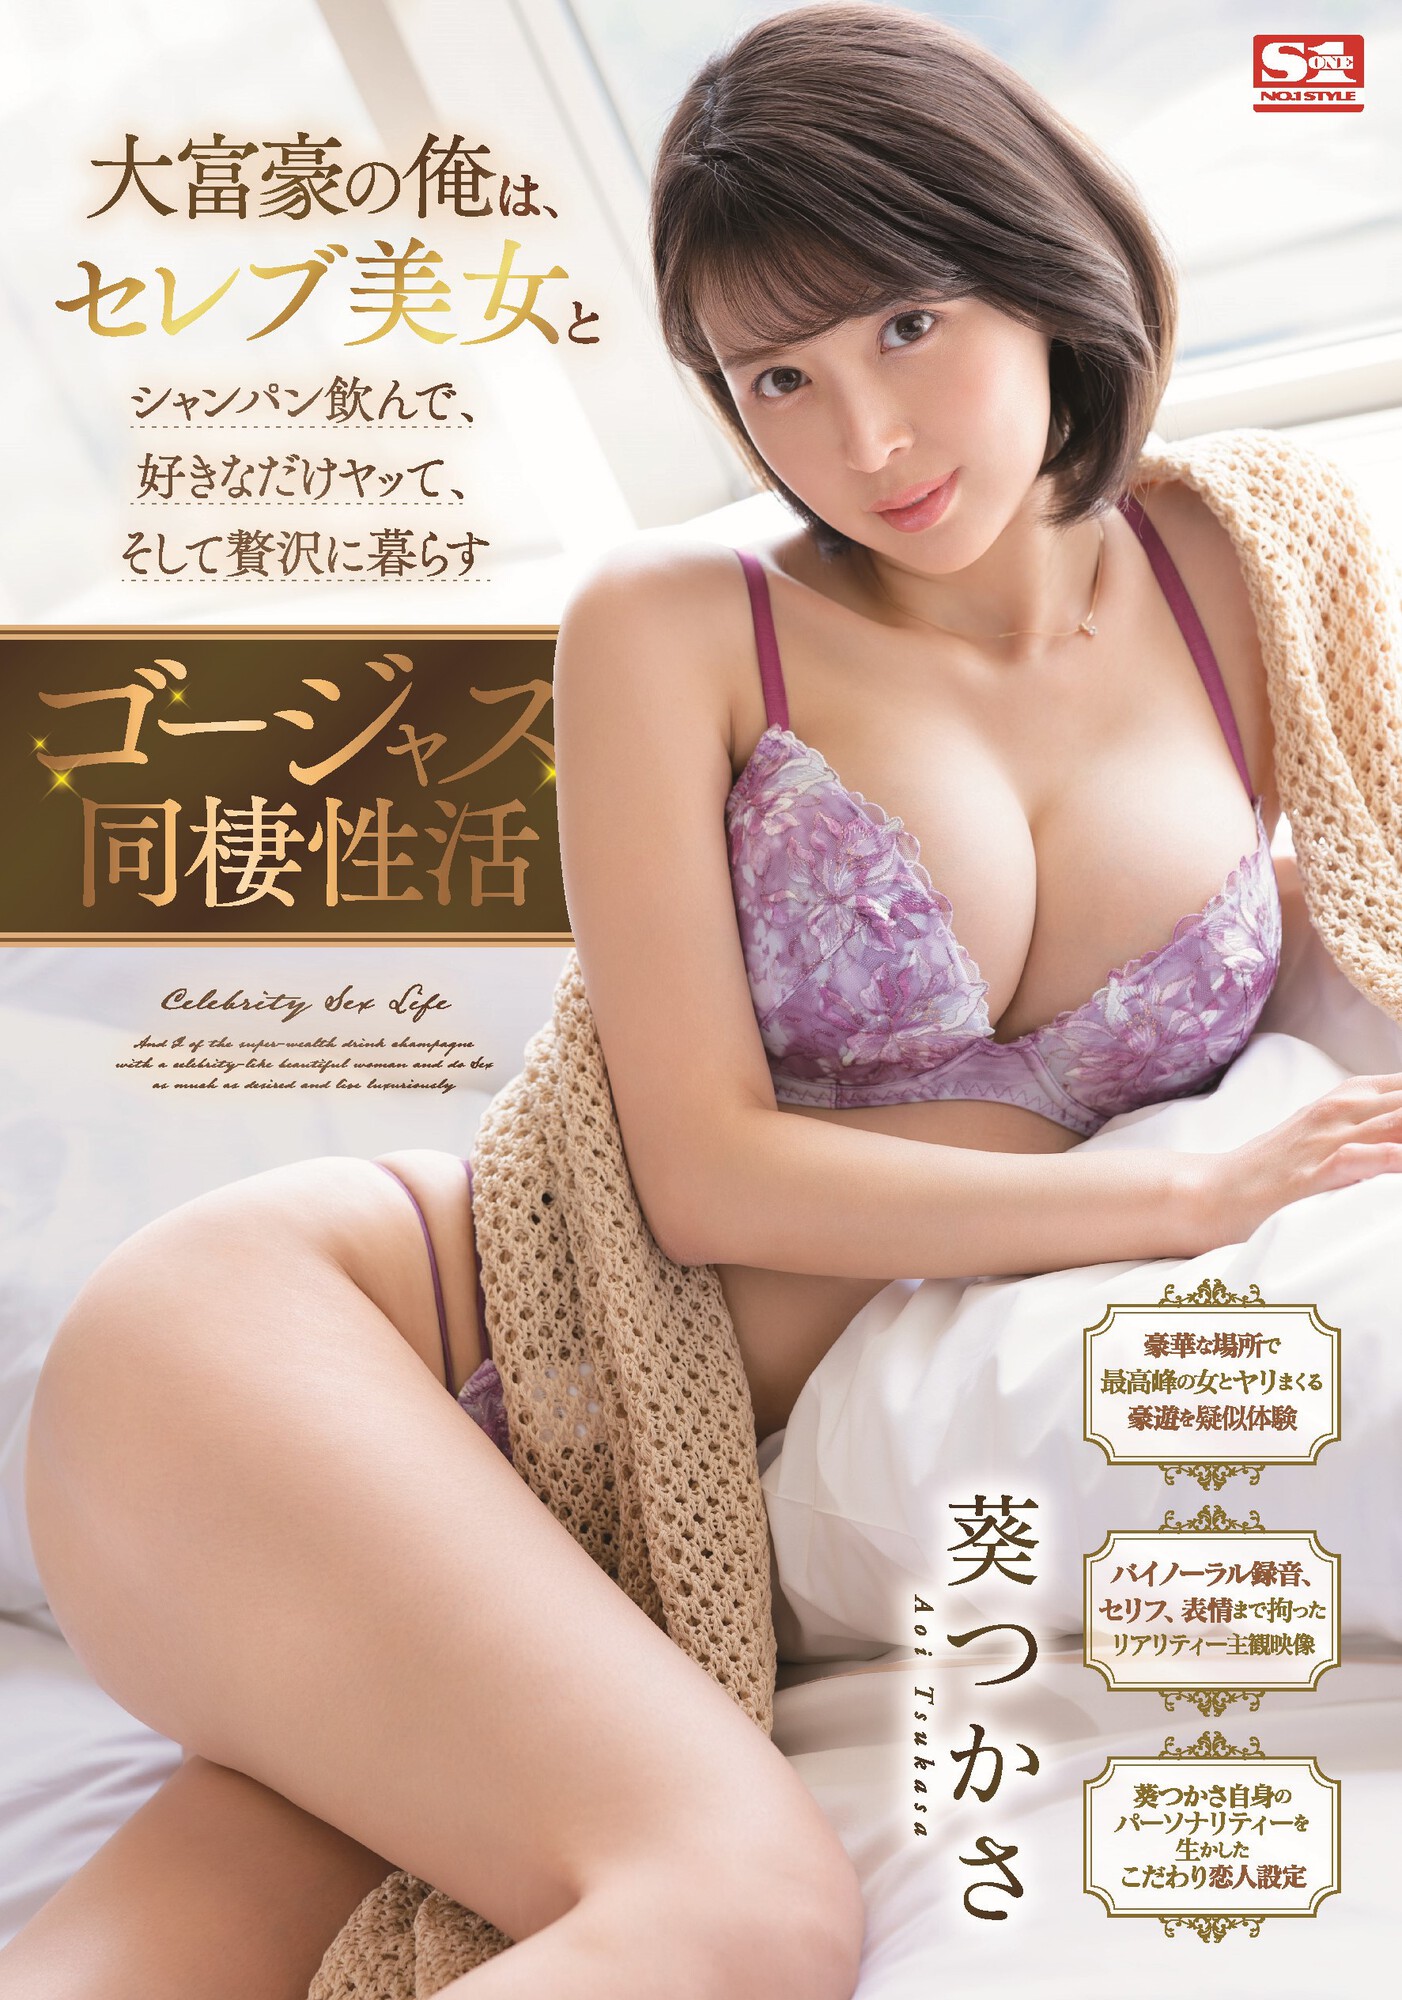 S1
ONE
NO.1 STYLE
大富豪の俺は、
セレブ美女と
シャンパン飲んで、
好きなだけヤッて、
そして贅沢に暮らす
ゴージャス
同棲性活
Celebrity Sex Life
And I of the super-wealth drink champagne
with a celebrity-like beautiful woman and do Sex
as much as desired and live luxuriously
豪華な場所で
最高峰の女とヤリまくる
豪遊を疑似体験
バイノーラル録音、
セリフ、表情まで拘った
リアリティー主観映像
葵つかさ自身の
パーソナリティーを
生かした
こだわり恋人設定
葵つかさ
Aoi Tsukasa